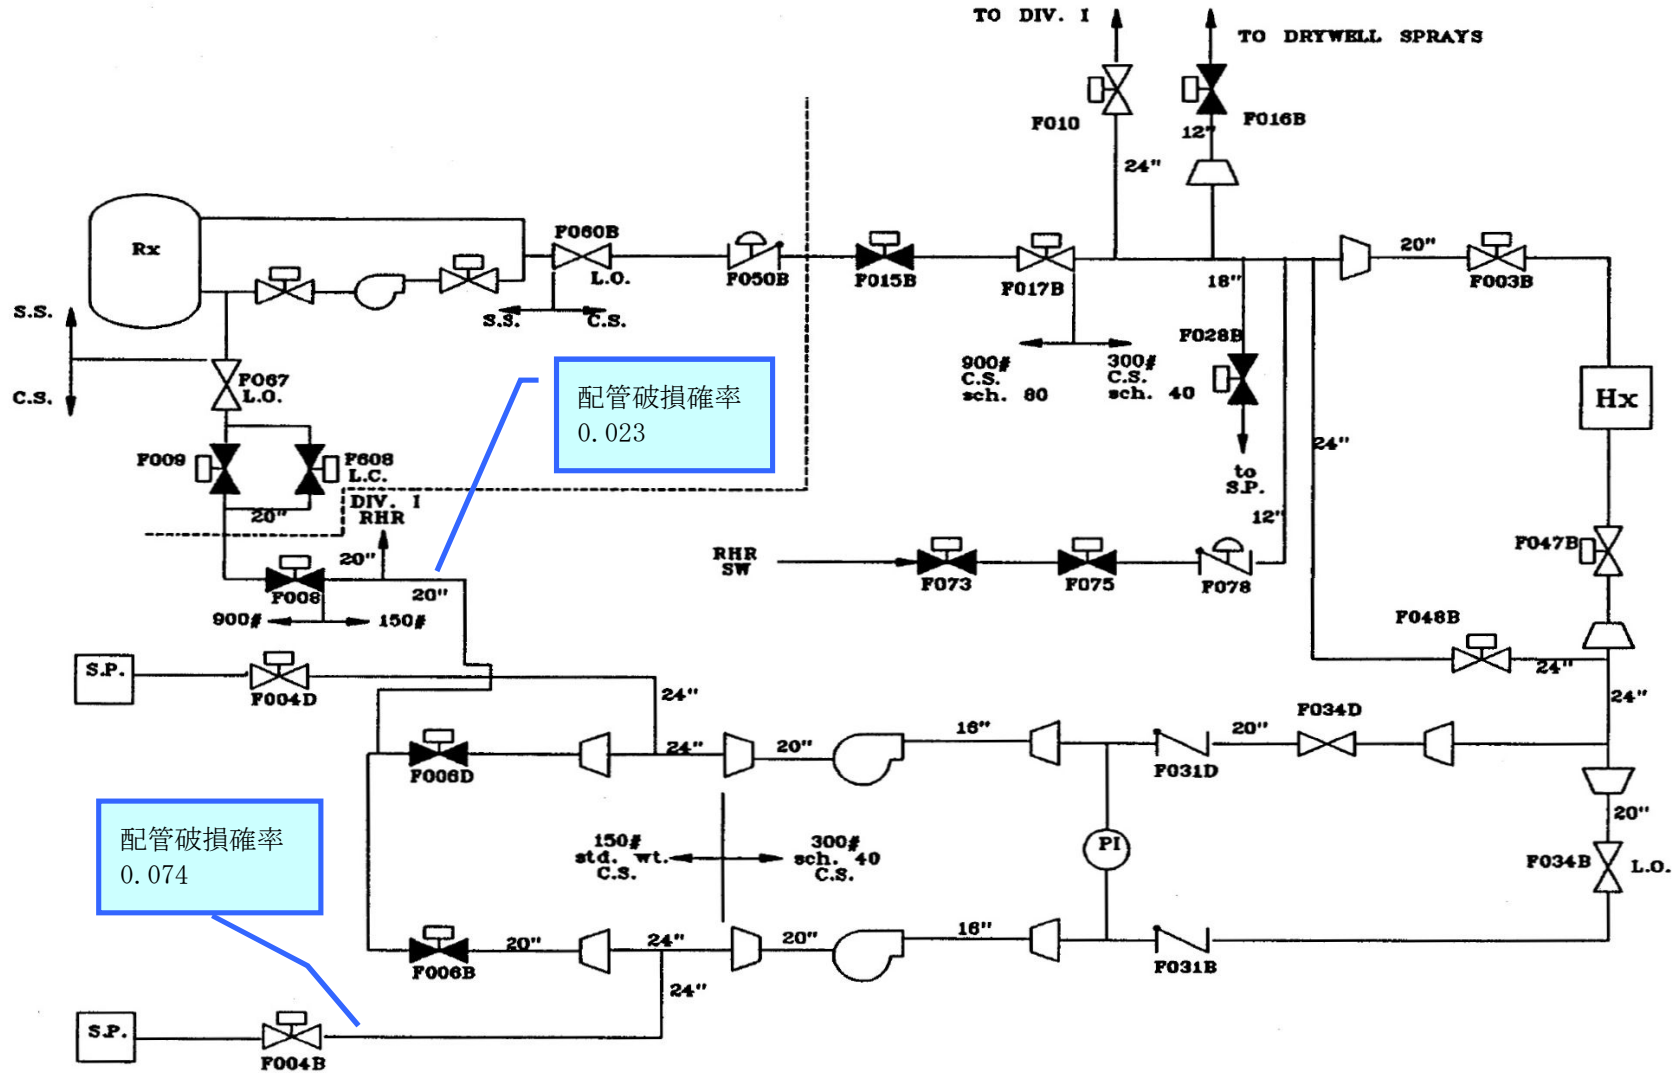 TO DIV. I
TO DRYWELL SPRAYS
F010
F016B
12"
24"
Rx
F060B
L.O.
F050B
F015B
F017B
18"
20"
F003B
S.S.
C.S.
S.S.
C.S.
F067
L.O.
900#
C.S.
sch. 80
300#
C.S.
sch. 40
F028B
to
S.P.
Hx
配管破損確率
0.023
F009
F608
L.C.
20"
DIV. I
RHR
20"
24"
12"
RHR
SW
F073
F075
F078
F047B
F008
20"
900#
150#
F048B
24"
24"
S.P.
F004D
24"
F006D
24"
20"
16"
F031D
20"
F034D
配管破損確率
0.074
150#
std. wt.
C.S.
300#
sch. 40
C.S.
PI
20"
F034B
L.O.
F006B
20"
24"
20"
16"
F031B
24"
S.P.
F004B